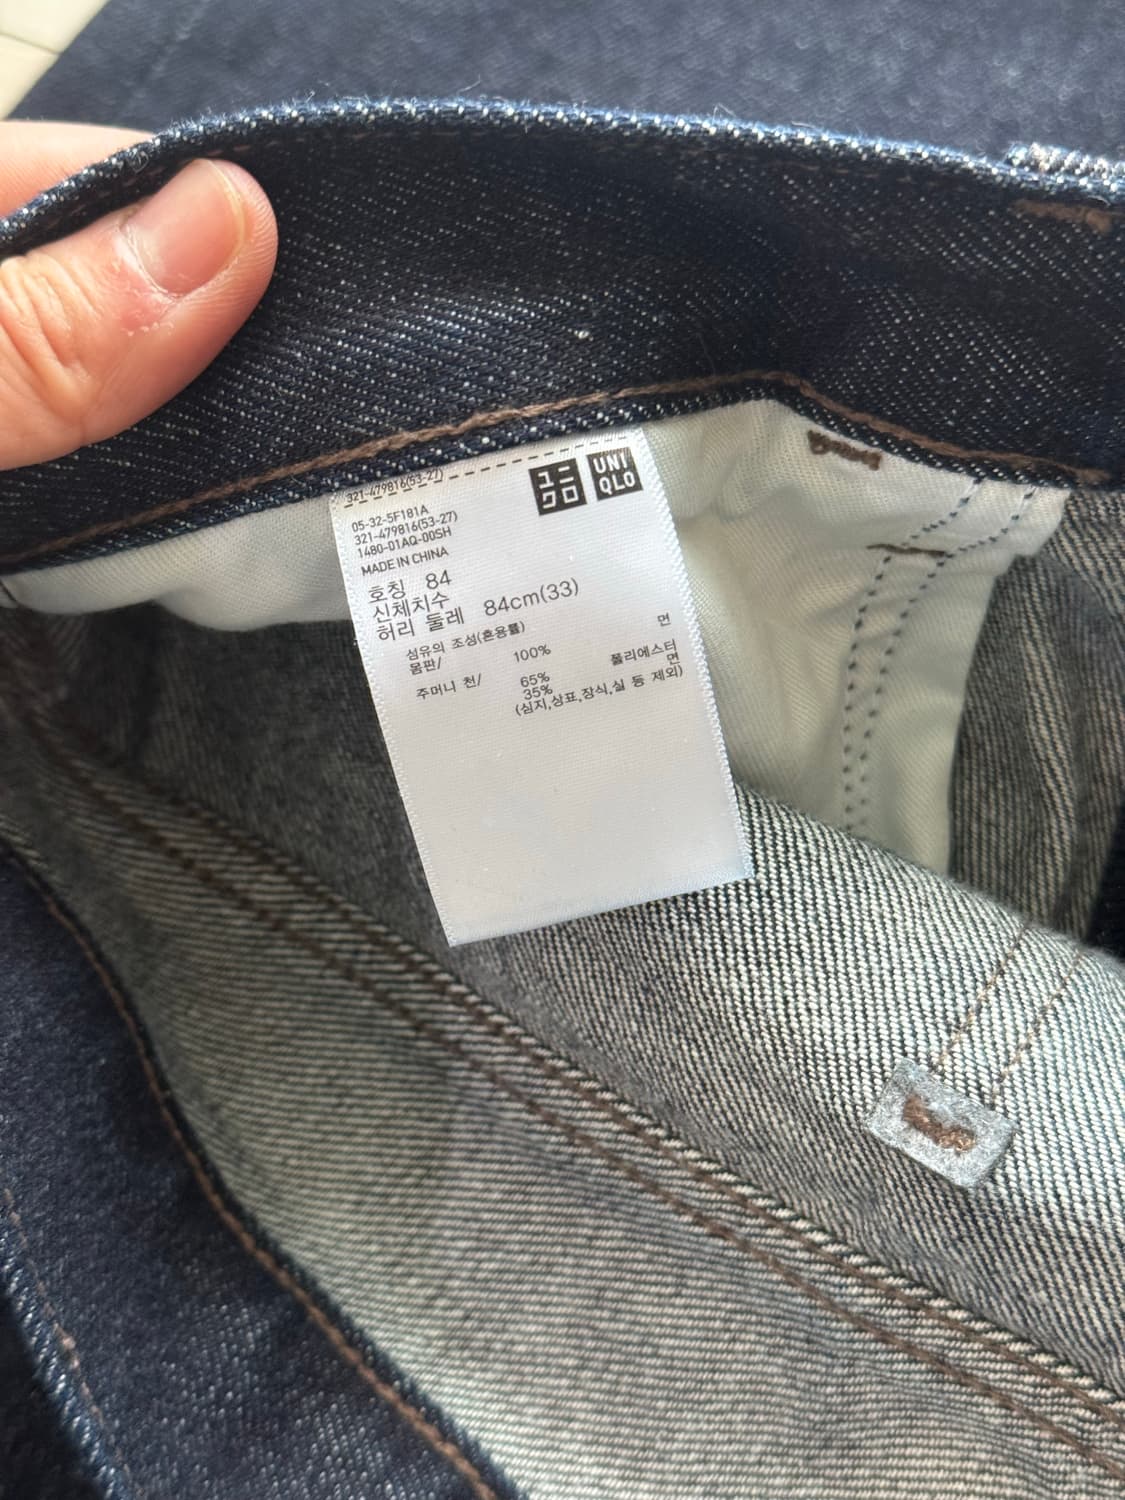 321-479816(53-27)
ユニ
クロ
UNI
QLO
05-32-5F181A
321-479816(53-27)
1480-01AQ-00SH
MADE IN CHINA
호칭 84
신체치수
허리 둘레 84cm(33)
섬유의 조성(혼용률)
몸판/ 100% 면
주머니 천/ 65% 폴리에스터
35% 면
(심지,상표,장식,실 등 제외)